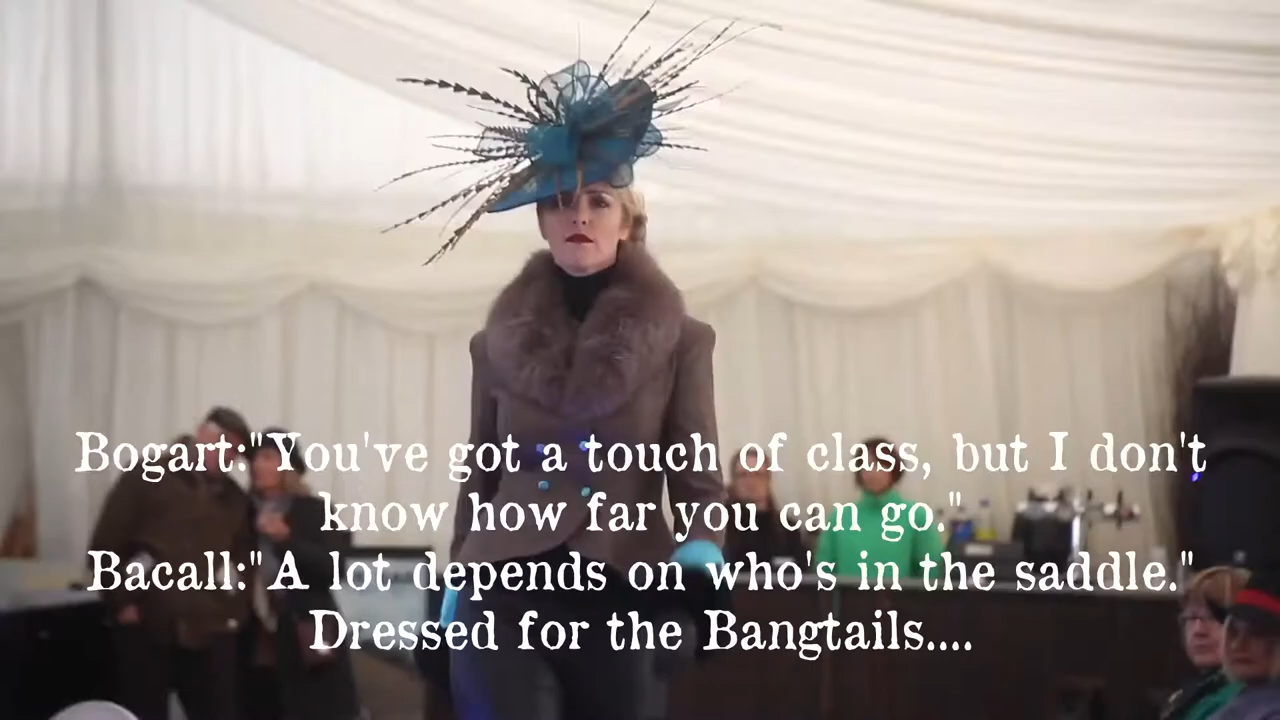 Bogart:"You've got a touch of class, but I don't
know how far you can go."
Bacall:"A lot depends on who's in the saddle."
Dressed for the Bangtails....